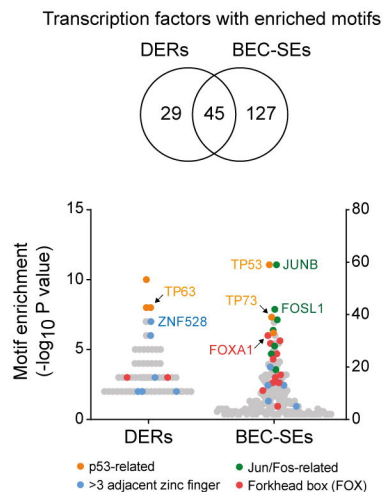 Transcription factors with enriched motifs
DERs BEC-SEs
29 45 127
Motif enrichment
(-log10 P value)
15
10
5
0
80
60
40
20
0
TP63
ZNF528
TP53
JUNB
TP73
FOSL1
FOXA1
DERs BEC-SEs
p53-related
Jun/Fos-related
>3 adjacent zinc finger
Forkhead box (FOX)